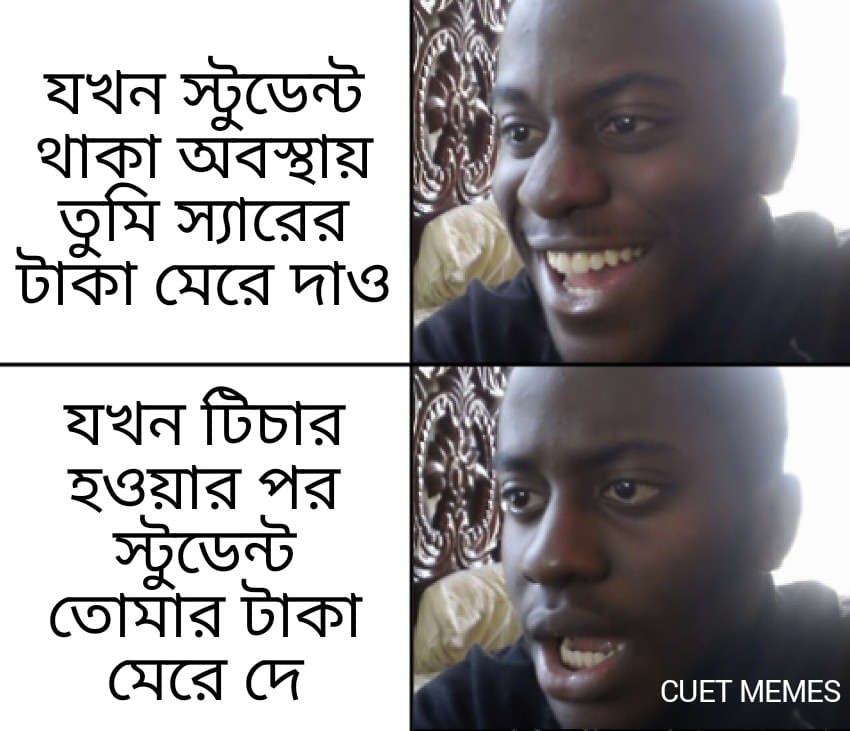 যখন স্টুডেন্ট
থাকা অবস্থায়
তুমি স্যারের
টাকা মেরে দাও
যখন টিচার
হওয়ার পর
স্টুডেন্ট
তোমার টাকা
মেরে দে
CUET MEMES